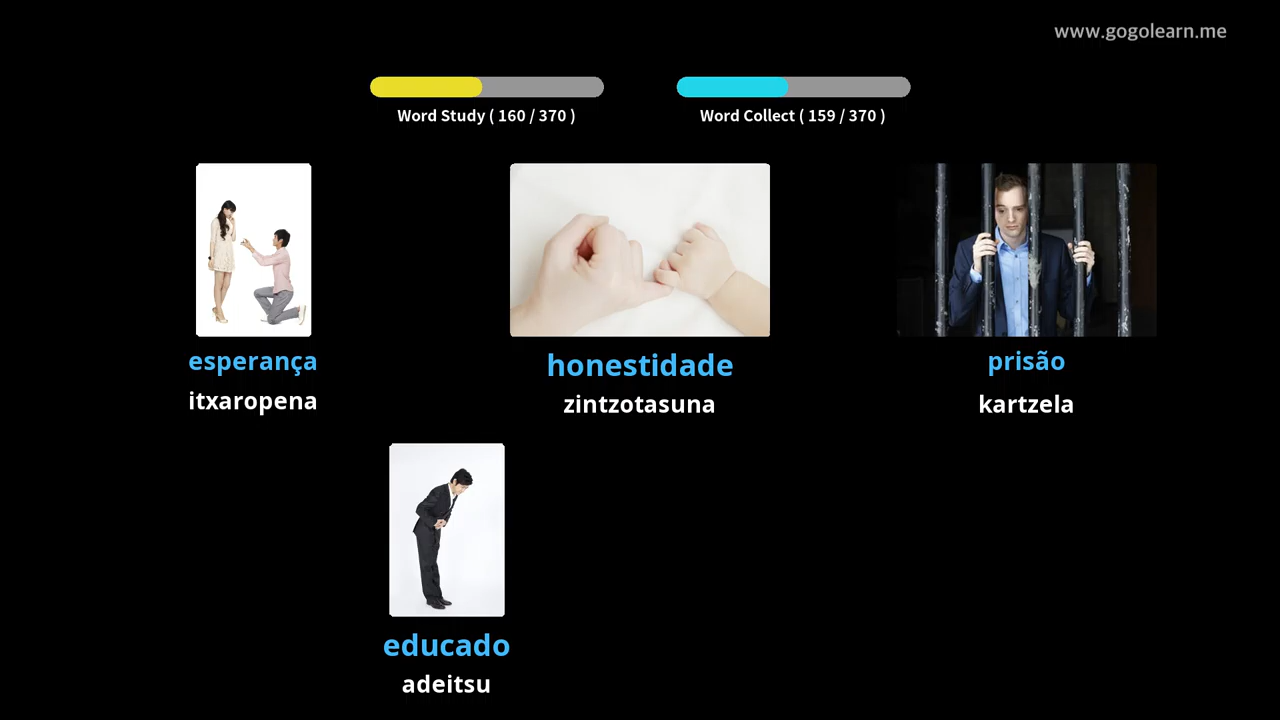 www.gogolearn.me
Word Study ( 160 / 370 )
Word Collect ( 159 / 370 )
esperança
itxaropena
honestidade
zintzotasuna
prisão
kartzela
educado
adeitsu